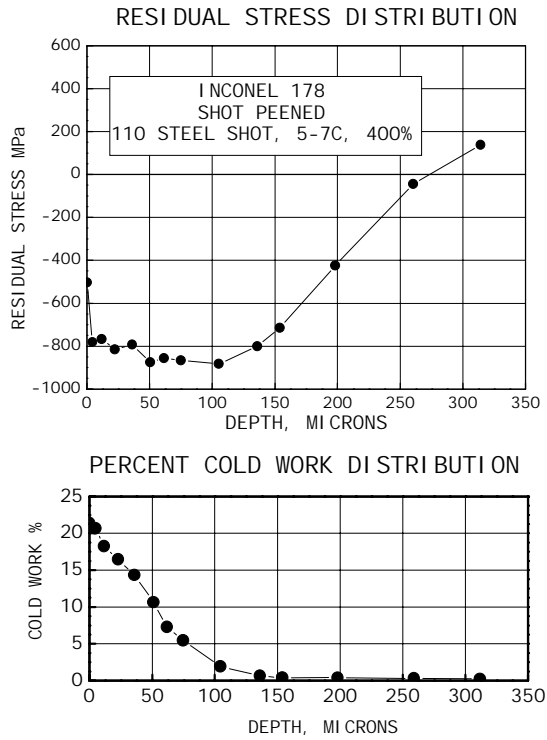 RESIDUAL STRESS DISTRIBUTION
600
400
200
0
-200
-400
-600
-800
-1000
RESIDUAL STRESS MPa
INCONEL 178
SHOT PEENED
110 STEEL SHOT, 5-7C, 400%
0 50 100 150 200 250 300 350
DEPTH, MICRONS
PERCENT COLD WORK DISTRIBUTION
25
20
15
10
5
0
COLD WORK %
0 50 100 150 200 250 300 350
DEPTH, MICRONS